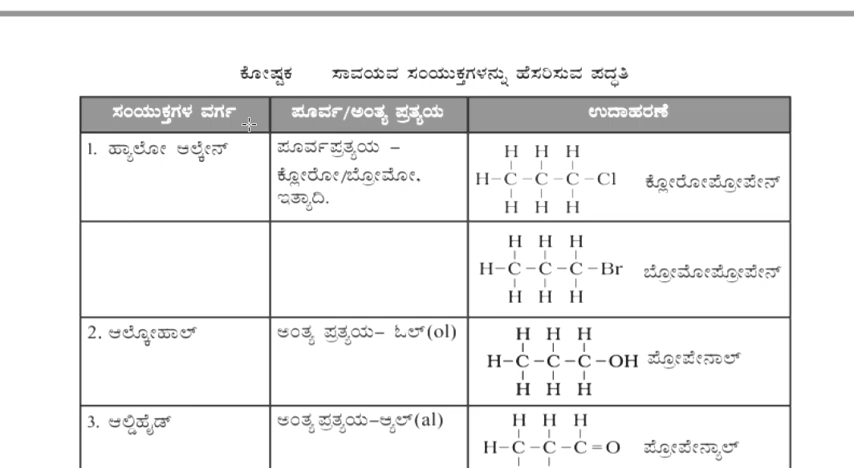 ಕೋಷ್ಟಕ ಸಾವಯವ ಸಂಯುಕ್ತಗಳನ್ನು ಹೆಸರಿಸುವ ಪದ್ಧತಿ
ಸಂಯುಕ್ತಗಳ ವರ್ಗ ಪೂರ್ವ/ಅಂತ್ಯ ಪ್ರತ್ಯಯ ಉದಾಹರಣೆ
1. ಹ್ಯಾಲೋ ಆಲ್ಕೇನ್ ಪೂರ್ವಪ್ರತ್ಯಯ –
ಕ್ಲೋರೋ/ಬ್ರೋಮೋ,
ಇತ್ಯಾದಿ.
H H H
H–C–C–C–Cl ಕ್ಲೋರೋಪ್ರೋಪೇನ್
H H H
H H H
H–C–C–C–Br ಬ್ರೋಮೋಪ್ರೋಪೇನ್
H H H
2. ಆಲ್ಕೋಹಾಲ್ ಅಂತ್ಯ ಪ್ರತ್ಯಯ– ಓಲ್(ol)
H H H
H–C–C–C–OH ಪ್ರೋಪೇನಾಲ್
H H H
3. ಆಲ್ಡಿಹೈಡ್ ಅಂತ್ಯ ಪ್ರತ್ಯಯ–ಆ್ಯಲ್(al)
H H H
H–C–C–C=O ಪ್ರೋಪೇನ್ಯಾಲ್